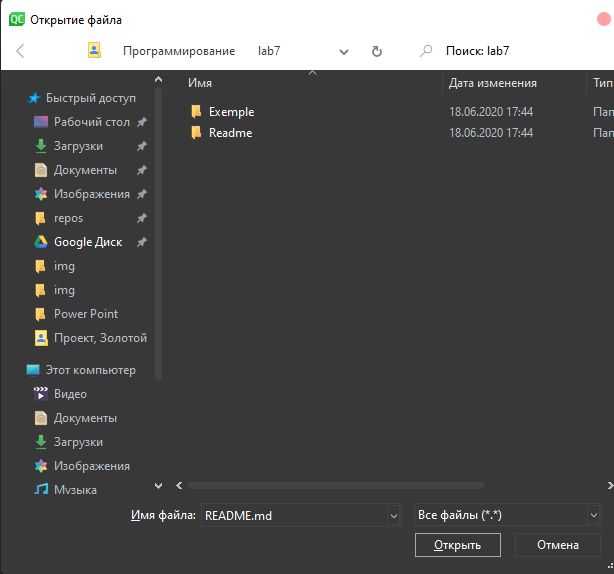 QC Открытие файла
Программирование lab7 Поиск: lab7
Имя Дата изменения Тип
Быстрый доступ
Рабочий стол
Загрузки
Документы
Изображения
repos
Google Диск
img
img
Power Point
Проект, Золотой
Этот компьютер
Видео
Документы
Загрузки
Изображения
Музыка
Exemple 18.06.2020 17:44 Пап
Readme 18.06.2020 17:44 Пап
Имя файла: README.md Все файлы (*.*)
Открыть Отмена